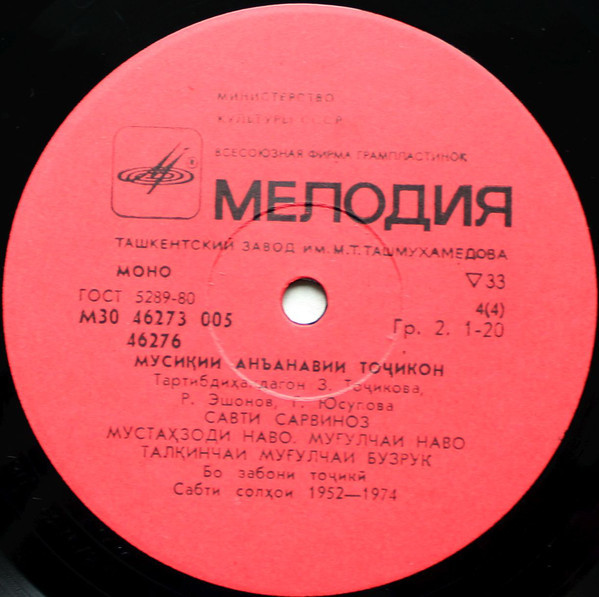 МИНИСТЕРСТВО
КУЛЬТУРЫ СССР
ВСЕСОЮЗНАЯ ФИРМА ГРАМПЛАСТИНОК
МЕЛОДИЯ
ТАШКЕНТСКИЙ ЗАВОД ИМ. М. Т. ТАШМУХАМЕДОВА
МОНО
▽33
ГОСТ 5289-80
4(4)
М30 46273 005
Гр. 2. 1-20
46276
МУСИҚИИ АНЪАНАВИИ ТОҶИКОН
Тартибдиҳандагон З. Тоҷикова,
Р. Эшонов, Г. Юсупова
САВТИ САРВИНОЗ
МУСТАҲЗОДИ НАВО. МУҒУЛЧАИ НАВО
ТАЛҚИНЧАИ МУҒУЛЧАИ БУЗРУК
Бо забони тоҷикӣ
Сабти солҳои 1952—1974